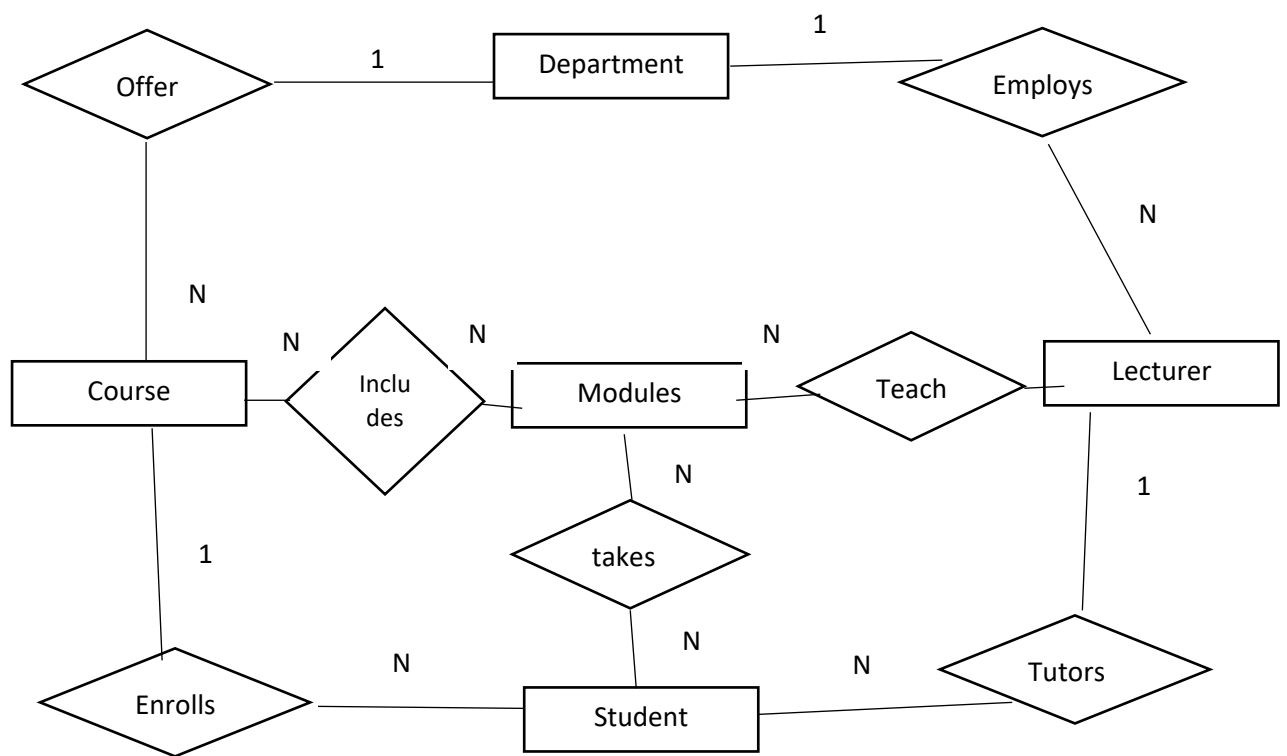 1
1
Department
Employs
Offer
N
N
N
N
N
Lecturer
Teach
Inclu
des
Course
Modules
N
1
1
takes
N
N
N
Tutors
Enrolls
Student